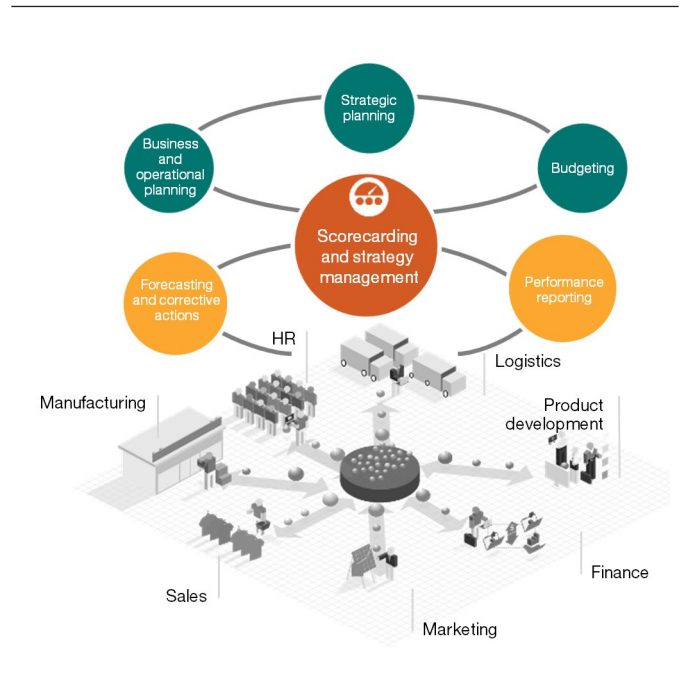 Strategic
planning
Business
and
operational
planning
Budgeting
Scorecarding
and strategy
management
Forecasting
and corrective
actions
Performance
reporting
HR
Logistics
Manufacturing
Product
development
Finance
Sales
Marketing